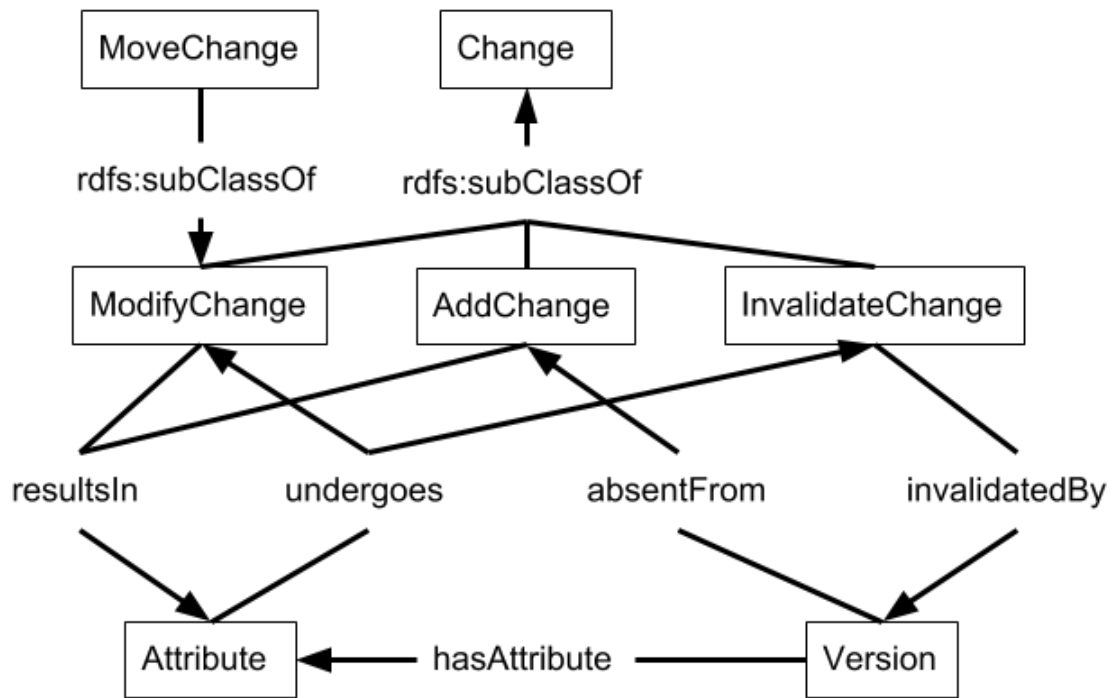 MoveChange
Change
rdfs:subClassOf
rdfs:subClassOf
ModifyChange
AddChange
InvalidateChange
resultsIn
undergoes
absentFrom
invalidatedBy
Attribute
hasAttribute
Version